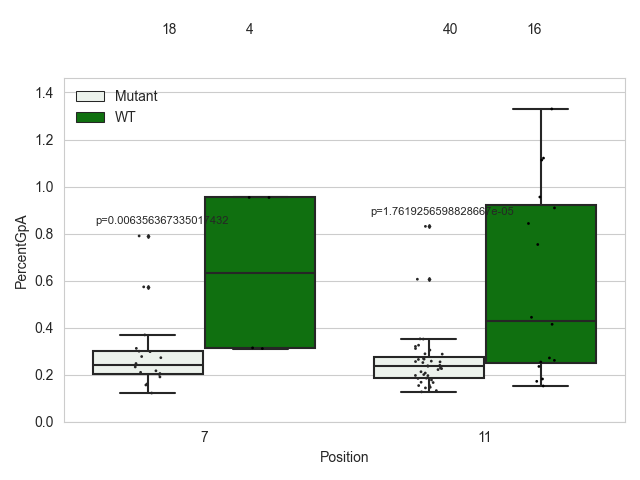 18 4 40 16
1.4
Mutant
WT
1.2
1.0
p=0.006356367335017432
p=1.7619256598828667e-05
0.8
PercentGpA
0.6
0.4
0.2
0.0
7 11
Position